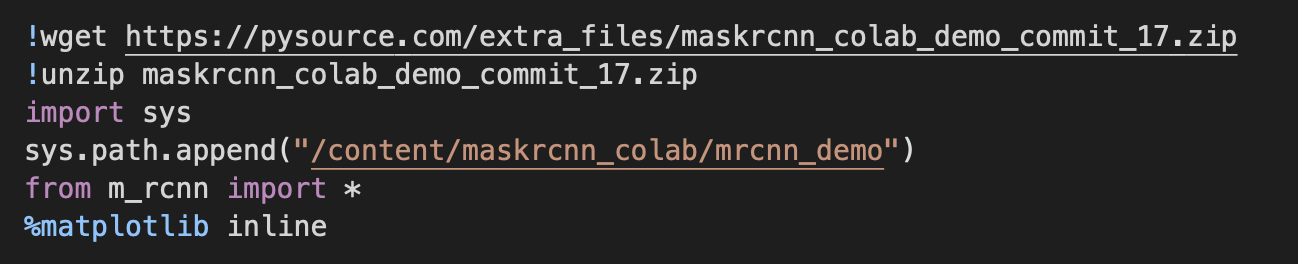 !wget https://pysource.com/extra_files/maskrcnn_colab_demo_commit_17.zip
!unzip maskrcnn_colab_demo_commit_17.zip
import sys
sys.path.append("/content/maskrcnn_colab/mrcnn_demo")
from m_rcnn import *
%matplotlib inline